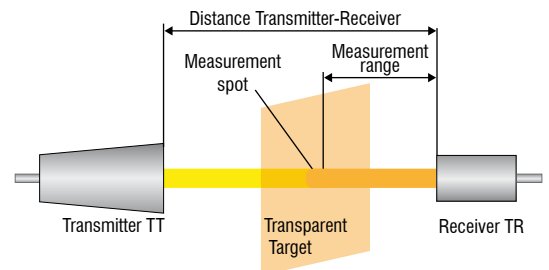 Distance Transmitter-Receiver
Measurement
range
Measurement
spot
Transmitter TT
Transparent
Target
Receiver TR